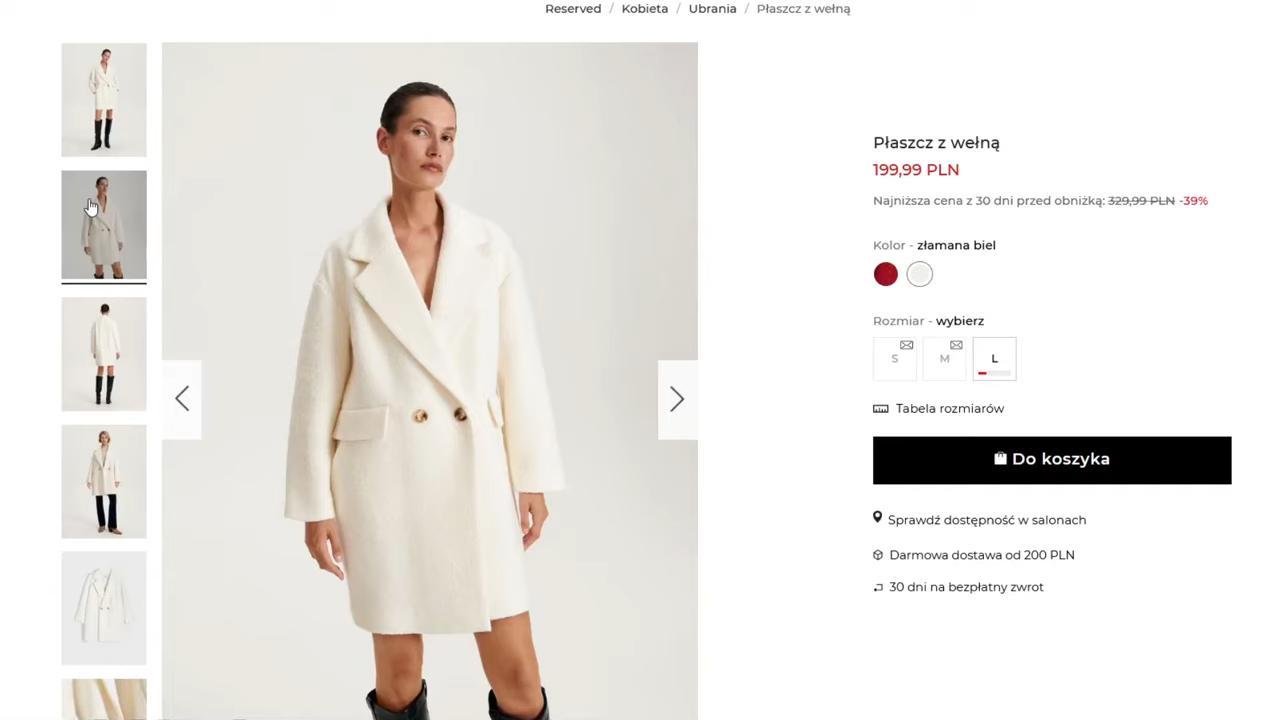 Reserved / Kobieta / Ubrania / Płaszcz z wełną
Płaszcz z wełną
199,99 PLN
Najniższa cena z 30 dni przed obniżką: 329,99 PLN -39%
Kolor - złamana biel
Rozmiar - wybierz
S M L
Tabela rozmiarów
Do koszyka
Sprawdź dostępność w salonach
Darmowa dostawa od 200 PLN
30 dni na bezpłatny zwrot